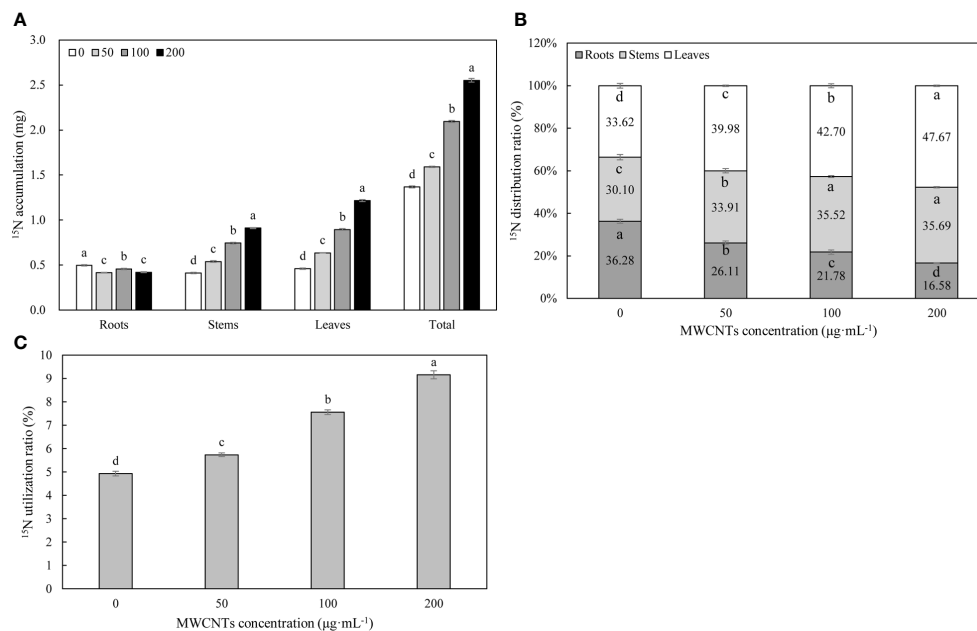 A
3.0
2.5
2.0
1.5
1.0
0.5
0.0
¹⁵N accumulation (mg)
0 50 100 200
a c b c
d c b a
d c b a
d c b a
Roots Stems Leaves Total
B
120%
100%
80%
60%
40%
20%
0%
¹⁵N distribution ratio (%)
Roots Stems Leaves
d c b a
33.62 39.98 42.70 47.67
c b a a
30.10 33.91 35.52 35.69
a b c d
36.28 26.11 21.78 16.58
0 50 100 200
MWCNTs concentration (μg·mL⁻¹)
C
10
9
8
7
6
5
4
3
2
1
0
¹⁵N utilization ratio (%)
d c b a
0 50 100 200
MWCNTs concentration (μg·mL⁻¹)